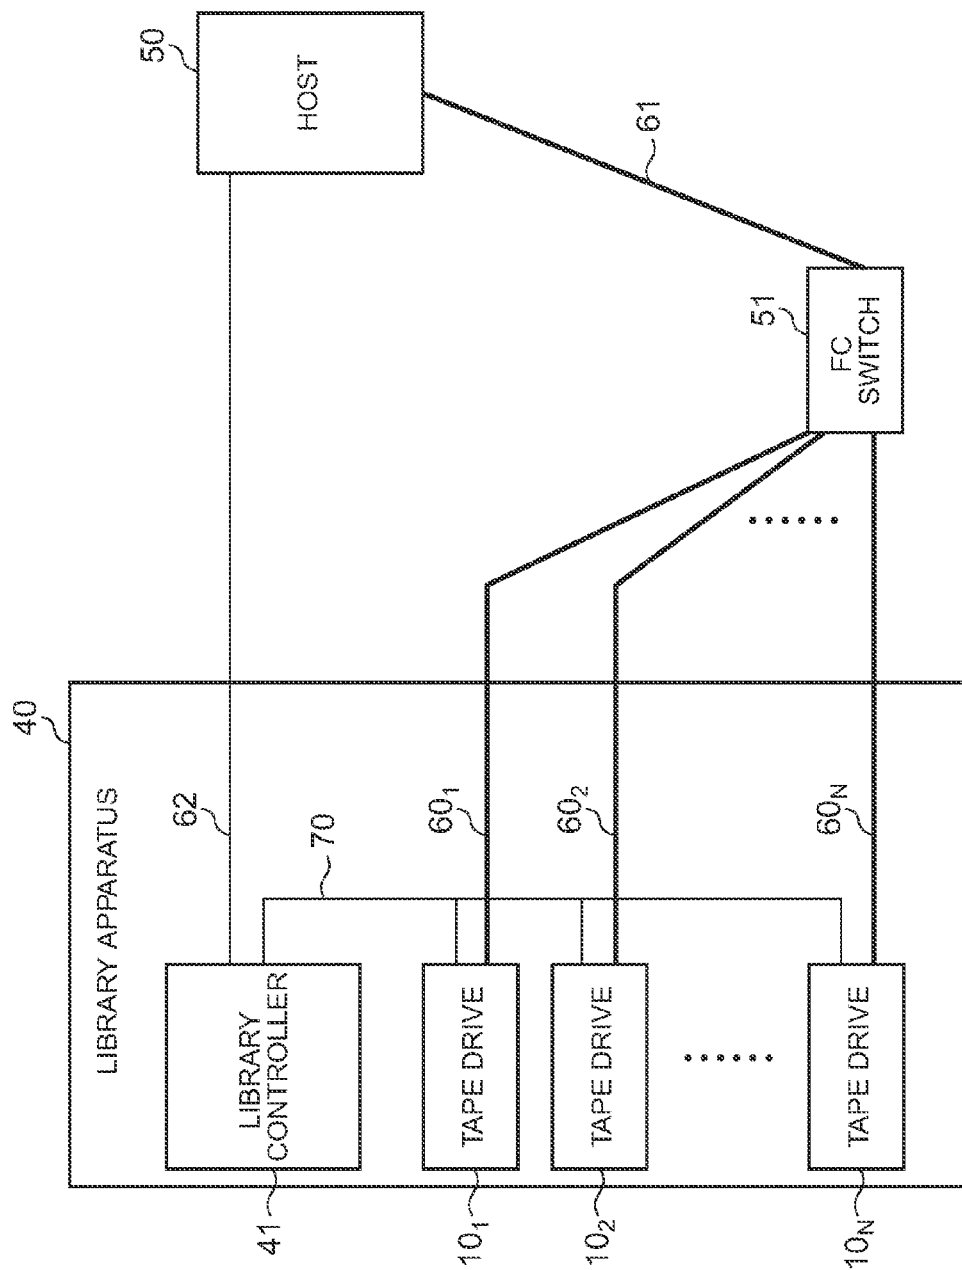 40
LIBRARY APPARATUS
41
LIBRARY
CONTROLLER
62
50
HOST
70
10₁
TAPE DRIVE
60₁
10₂
TAPE DRIVE
60₂
61
51
FC
SWITCH
10N
TAPE DRIVE
60N